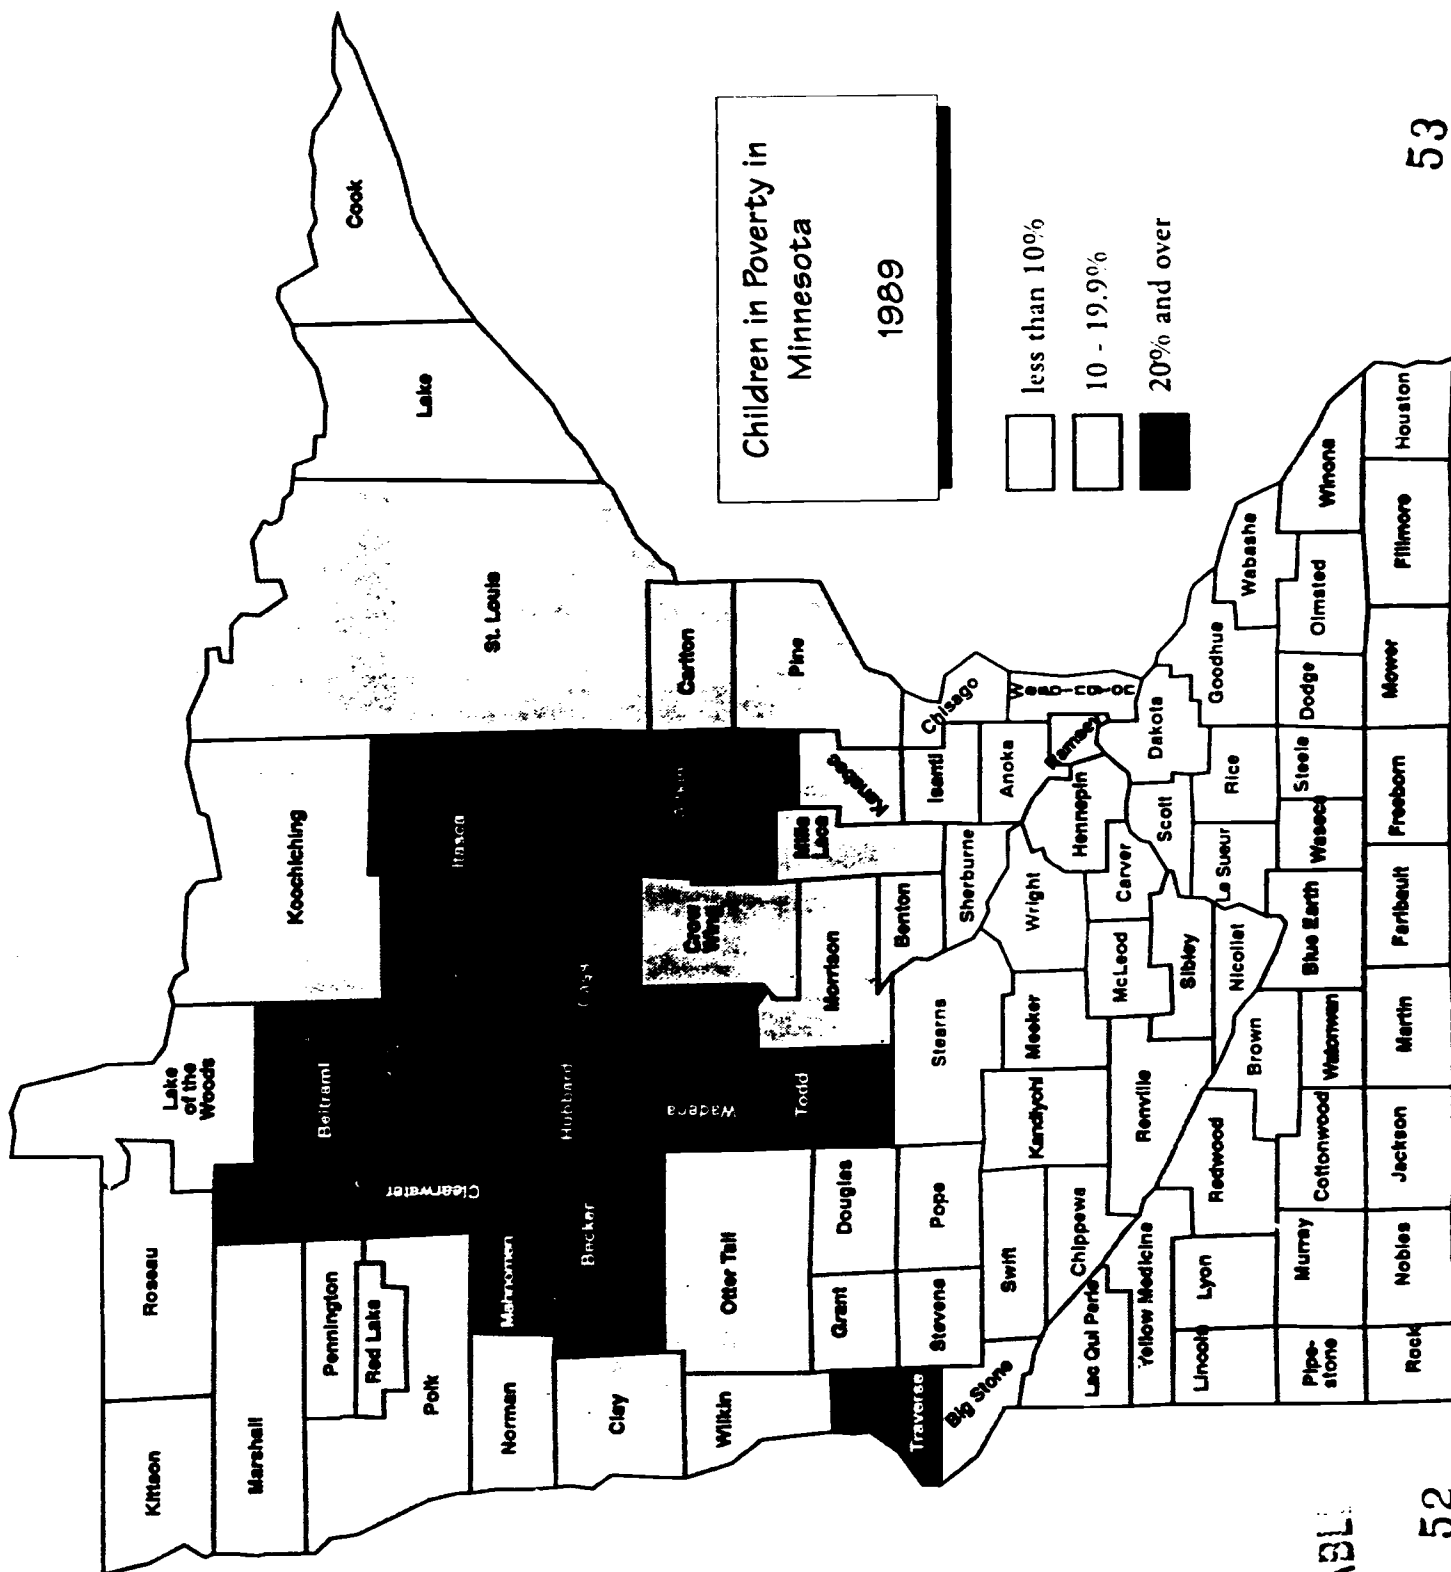 Children in Poverty in
Minnesota
1989
less than 10%
10 - 19.9%
20% and over
Kittson
Roseau
Lake
of the
Woods
Marshall
Koochiching
Beltrami
Pennington
Red Lake
Polk
Clearwater
Itasca
St. Louis
Lake
Cook
Norman
Mahnomen
Clay
Becker
Hubbard
Cass
Wilkin
Otter Tail
Wadena
Crow
Wing
Aitkin
Carlton
Traverse
Grant
Douglas
Todd
Morrison
Mille
Lacs
Kanabec
Pine
Big Stone
Stevens
Pope
Stearns
Benton
Isanti
Chisago
Swift
Kandiyohi
Meeker
Sherburne
Wright
Anoka
Hennepin
Ramsey
Lac Qui Perle
Chippewa
McLeod
Carver
Yellow Medicine
Renville
Sibley
Scott
Dakota
Lincoln
Lyon
Redwood
Brown
Nicollet
Le Sueur
Rice
Goodhue
Wabashe
Pipe-
stone
Murray
Cottonwood
Watonwan
Blue Earth
Waseca
Steele
Dodge
Olmsted
Winona
Rock
Nobles
Jackson
Martin
Faribault
Freeborn
Mower
Fillmore
Houston
52
53